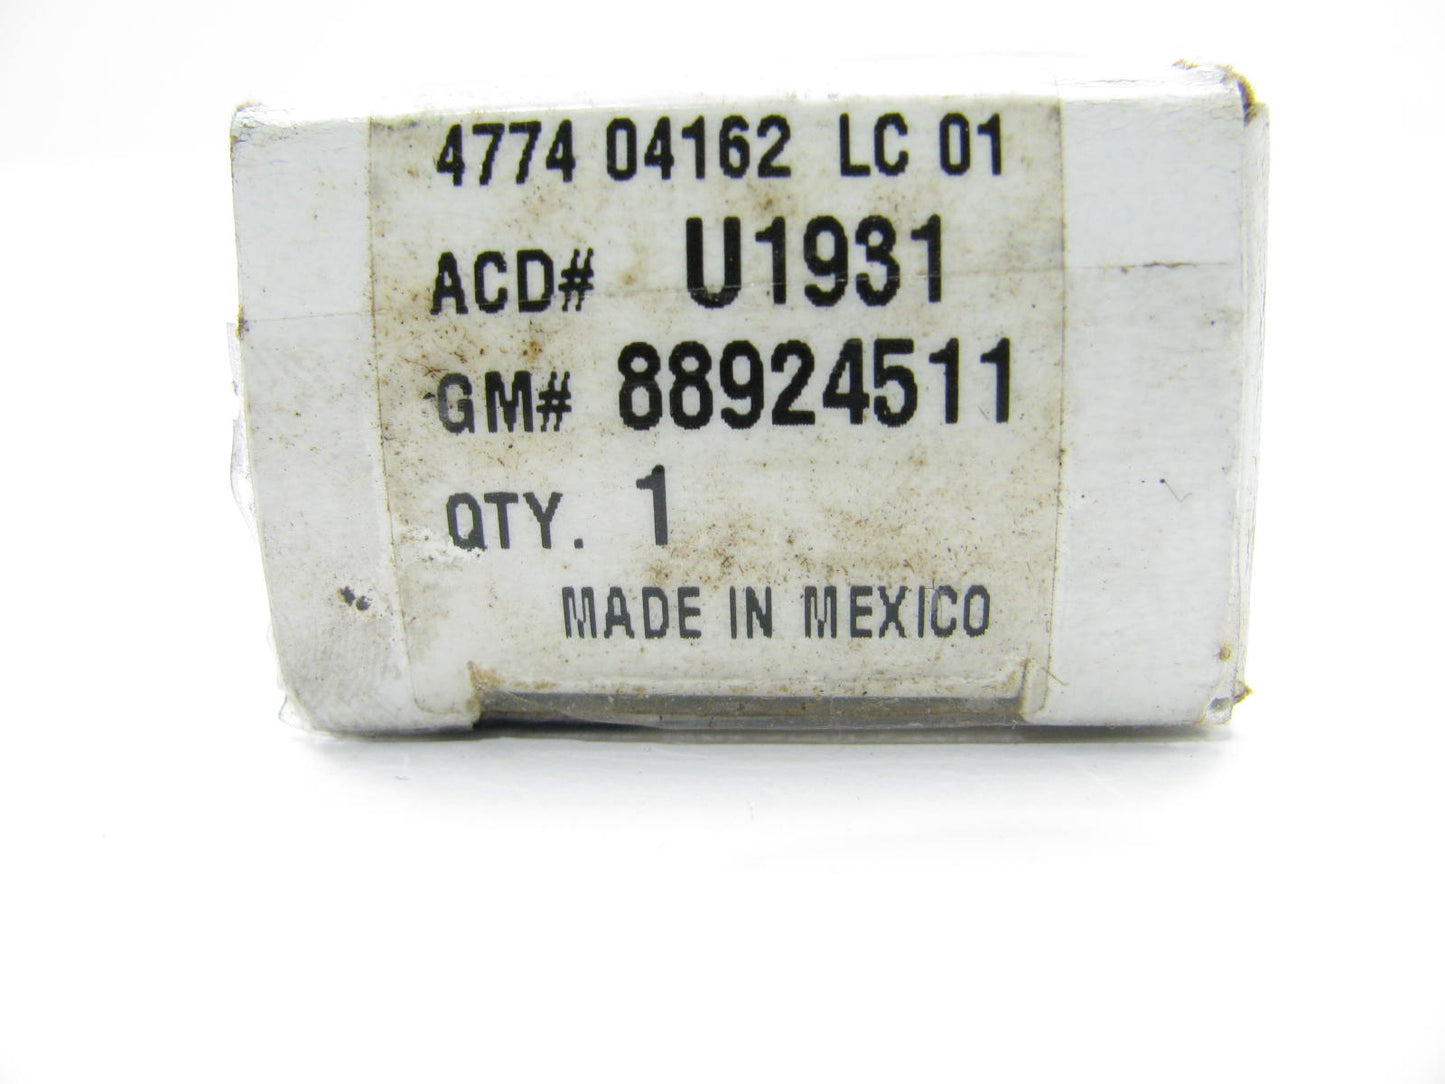 4774 04162 LC 01
ACD# U1931
GM# 88924511
QTY. 1
MADE IN MEXICO